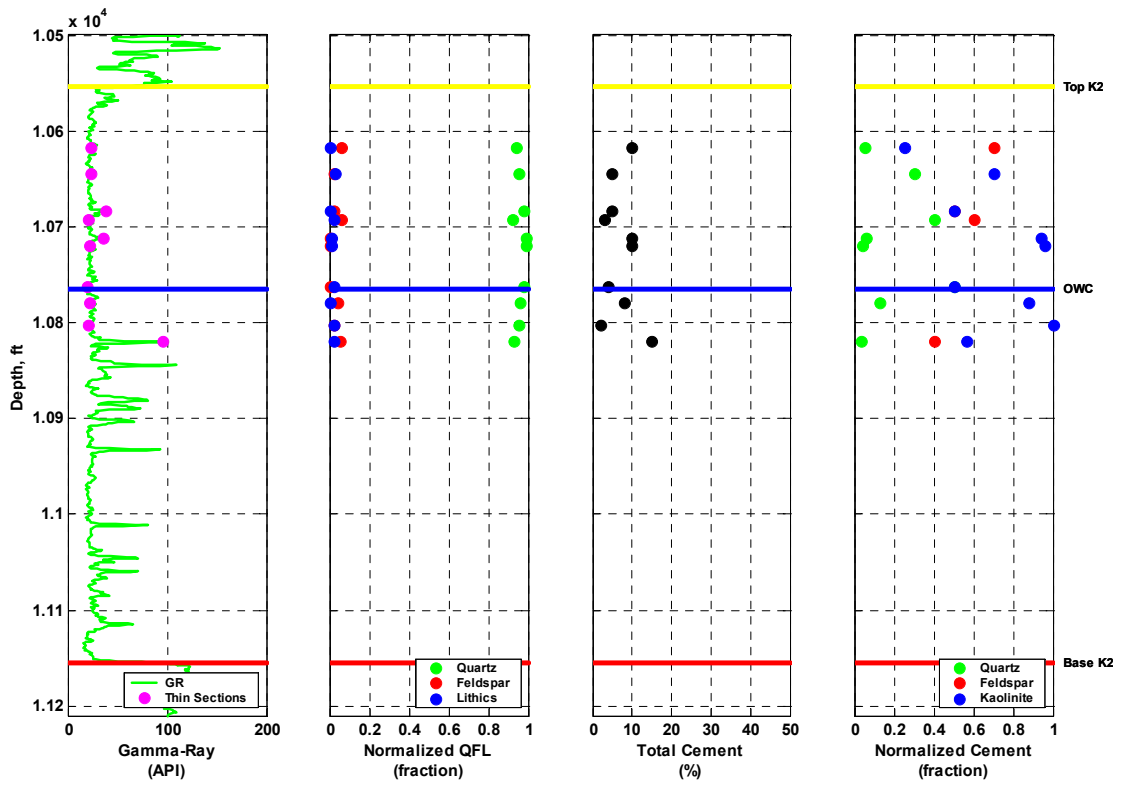 x 10⁴
1.05
1.06
1.07
1.08
1.09
1.1
1.11
1.12
Depth, ft
0 100 200
Gamma-Ray
(API)
GR
Thin Sections
0 0.2 0.4 0.6 0.8 1
Normalized QFL
(fraction)
Quartz
Feldspar
Lithics
0 10 20 30 40 50
Total Cement
(%)
0 0.2 0.4 0.6 0.8 1
Normalized Cement
(fraction)
Quartz
Feldspar
Kaolinite
Top K2
OWC
Base K2